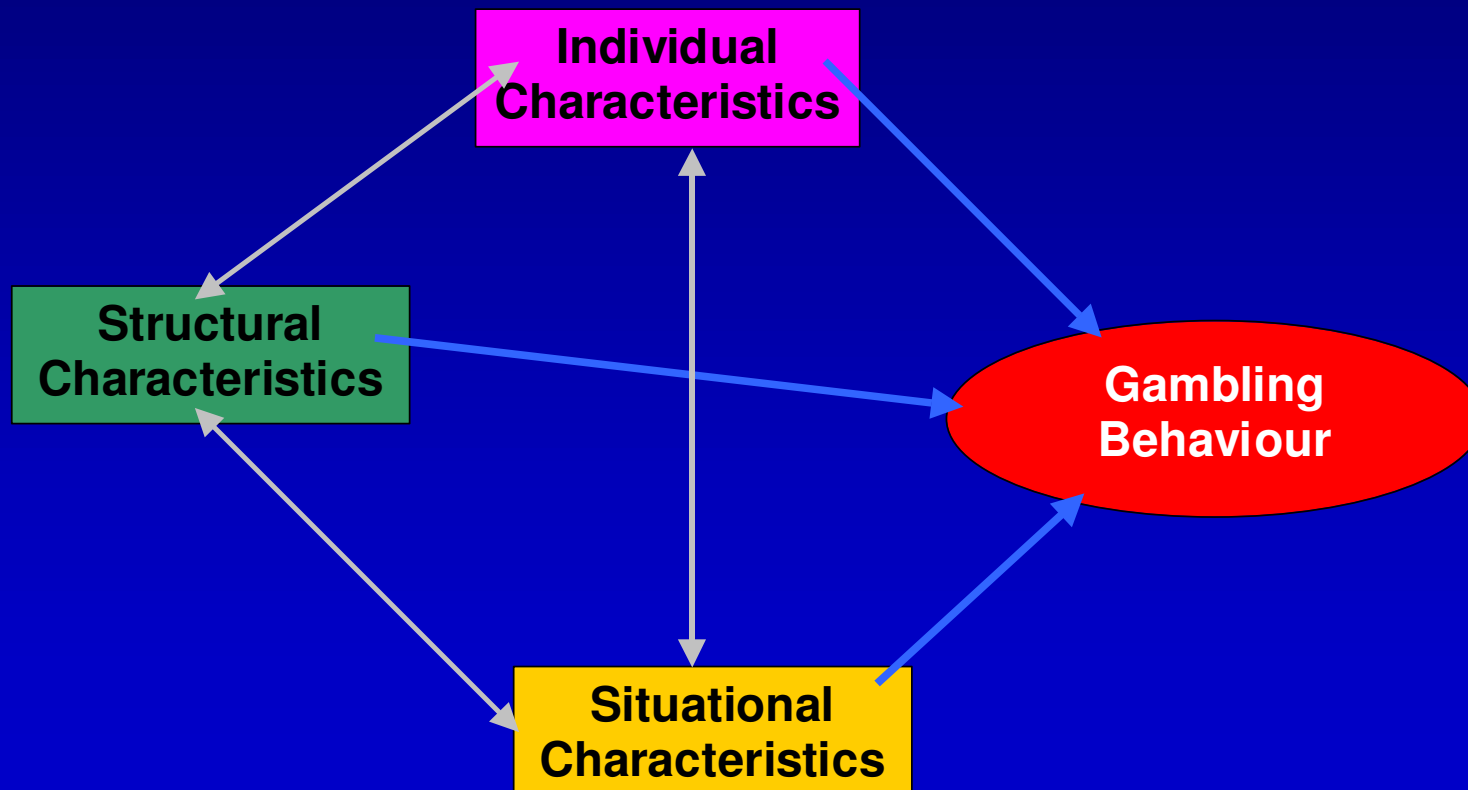 Individual
Characteristics
Structural
Characteristics
Gambling
Behaviour
Situational
Characteristics